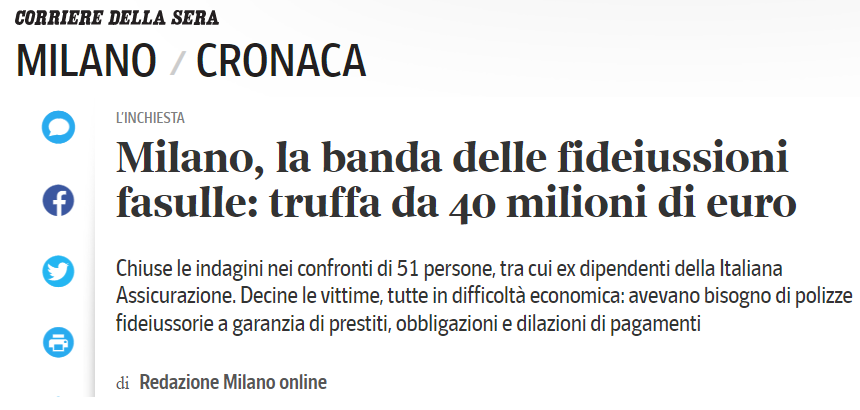 CORRIERE DELLA SERA
MILANO / CRONACA
L'INCHIESTA
Milano, la banda delle fideiussioni
fasulle: truffa da 40 milioni di euro
Chiuse le indagini nei confronti di 51 persone, tra cui ex dipendenti della Italiana
Assicurazione. Decine le vittime, tutte in difficoltà economica: avevano bisogno di polizze
fideiussorie a garanzia di prestiti, obbligazioni e dilazioni di pagamenti
di Redazione Milano online